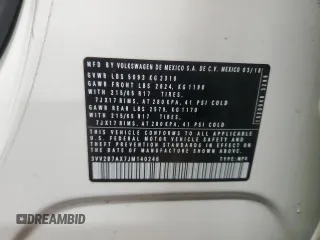 MFD BY VOLKSWAGEN DE MEXICO S.A. DE C.V. MEXICO 03/18
GVWR LBS 5093 KG 2310
GAWR FRONT LBS 2624 KG 1190
WITH 215/65 R17 TIRES,
7JX17 RIMS, AT 280 KPA, 41 PSI COLD
GAWR REAR LBS 2579 KG 1170
WITH 215/65 R17 TIRES,
7JX17 RIMS, AT 280 KPA, 41 PSI COLD
THIS VEHICLE CONFORMS TO ALL APPLICABLE U.S.
FEDERAL MOTOR VEHICLE SAFETY AND THEFT
PREVENTION STANDARDS IN EFFECT ON THE DATE OF
MANUFACTURE SHOWN ABOVE.
3VV2B7AX7JM140246 TYPE: MPV
© 2025 AUTOBIDMASTER.COM